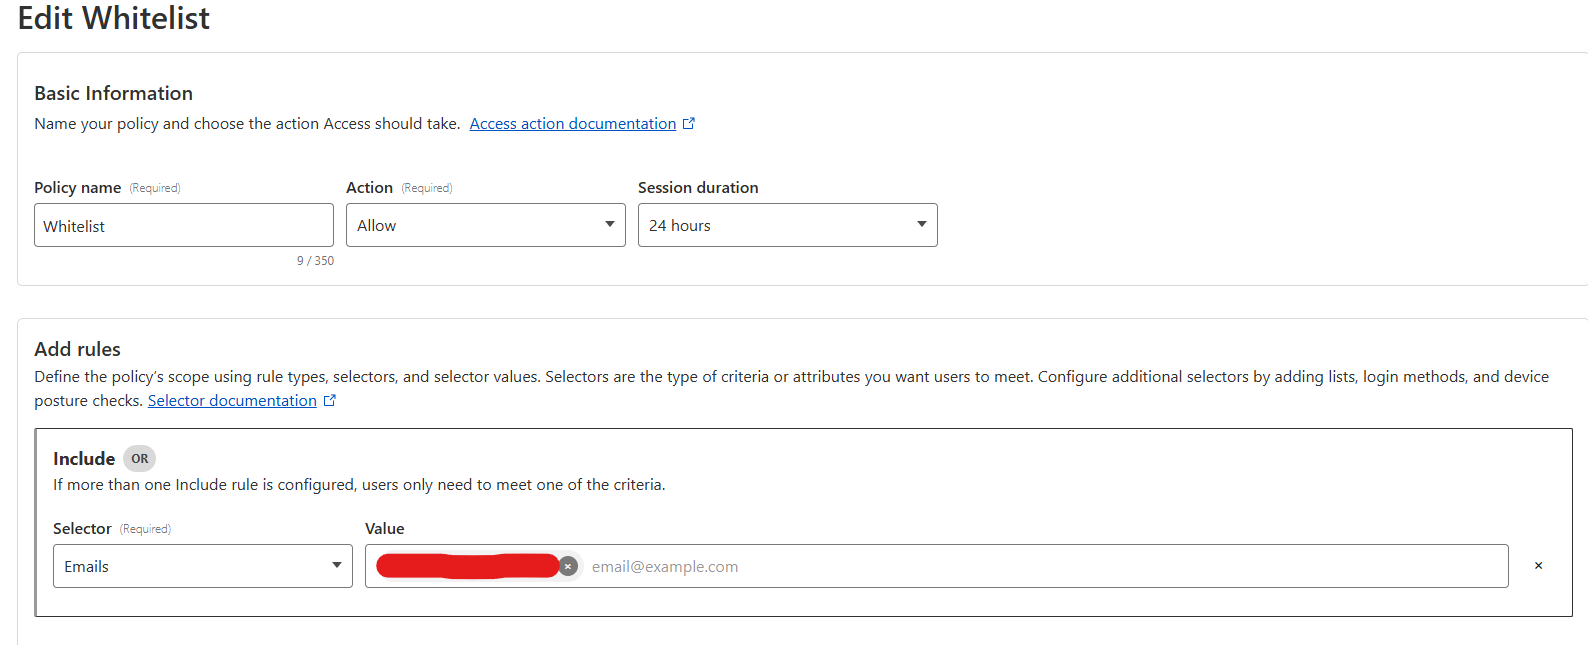 Edit Whitelist
Basic Information
Name your policy and choose the action Access should take. Access action documentation
Policy name (Required) Action (Required) Session duration
Whitelist Allow 24 hours
9 / 350
Add rules
Define the policy’s scope using rule types, selectors, and selector values. Selectors are the type of criteria or attributes you want users to meet. Configure additional selectors by adding lists, login methods, and device
posture checks. Selector documentation
Include OR
If more than one Include rule is configured, users only need to meet one of the criteria.
Selector (Required) Value
Emails email@example.com